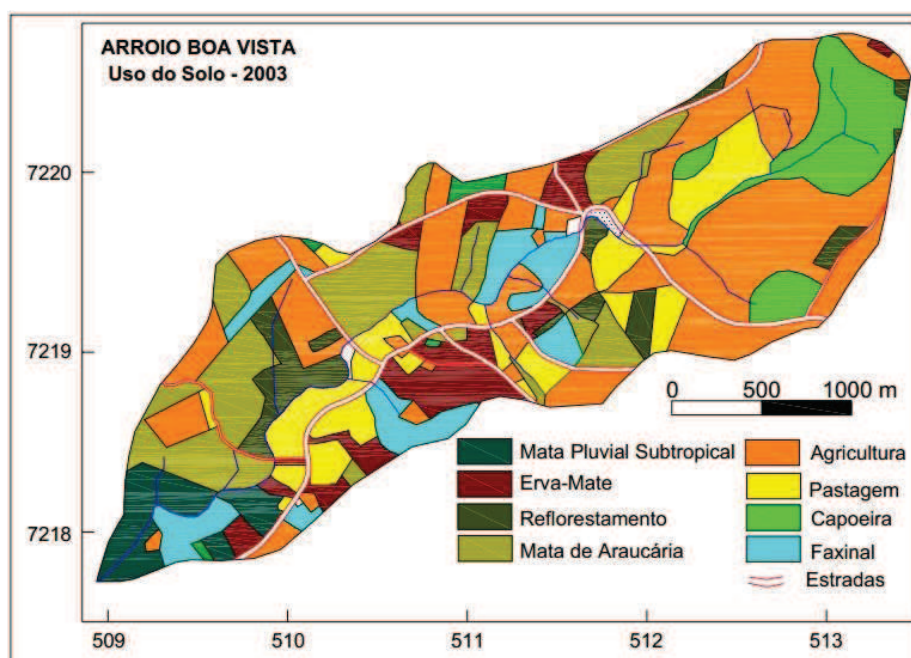 ARROIO BOA VISTA
Uso do Solo - 2003
7220
7219
7218
0 500 1000 m
Mata Pluvial Subtropical
Erva-Mate
Reflorestamento
Mata de Araucária
Agricultura
Pastagem
Capoeira
Faxinal
Estradas
509 510 511 512 513